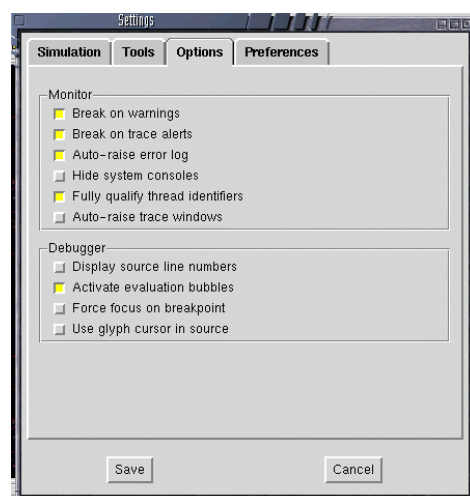 Settings
Simulation Tools Options Preferences
Monitor
Break on warnings
Break on trace alerts
Auto-raise error log
Hide system consoles
Fully qualify thread identifiers
Auto-raise trace windows
Debugger
Display source line numbers
Activate evaluation bubbles
Force focus on breakpoint
Use glyph cursor in source
Save Cancel